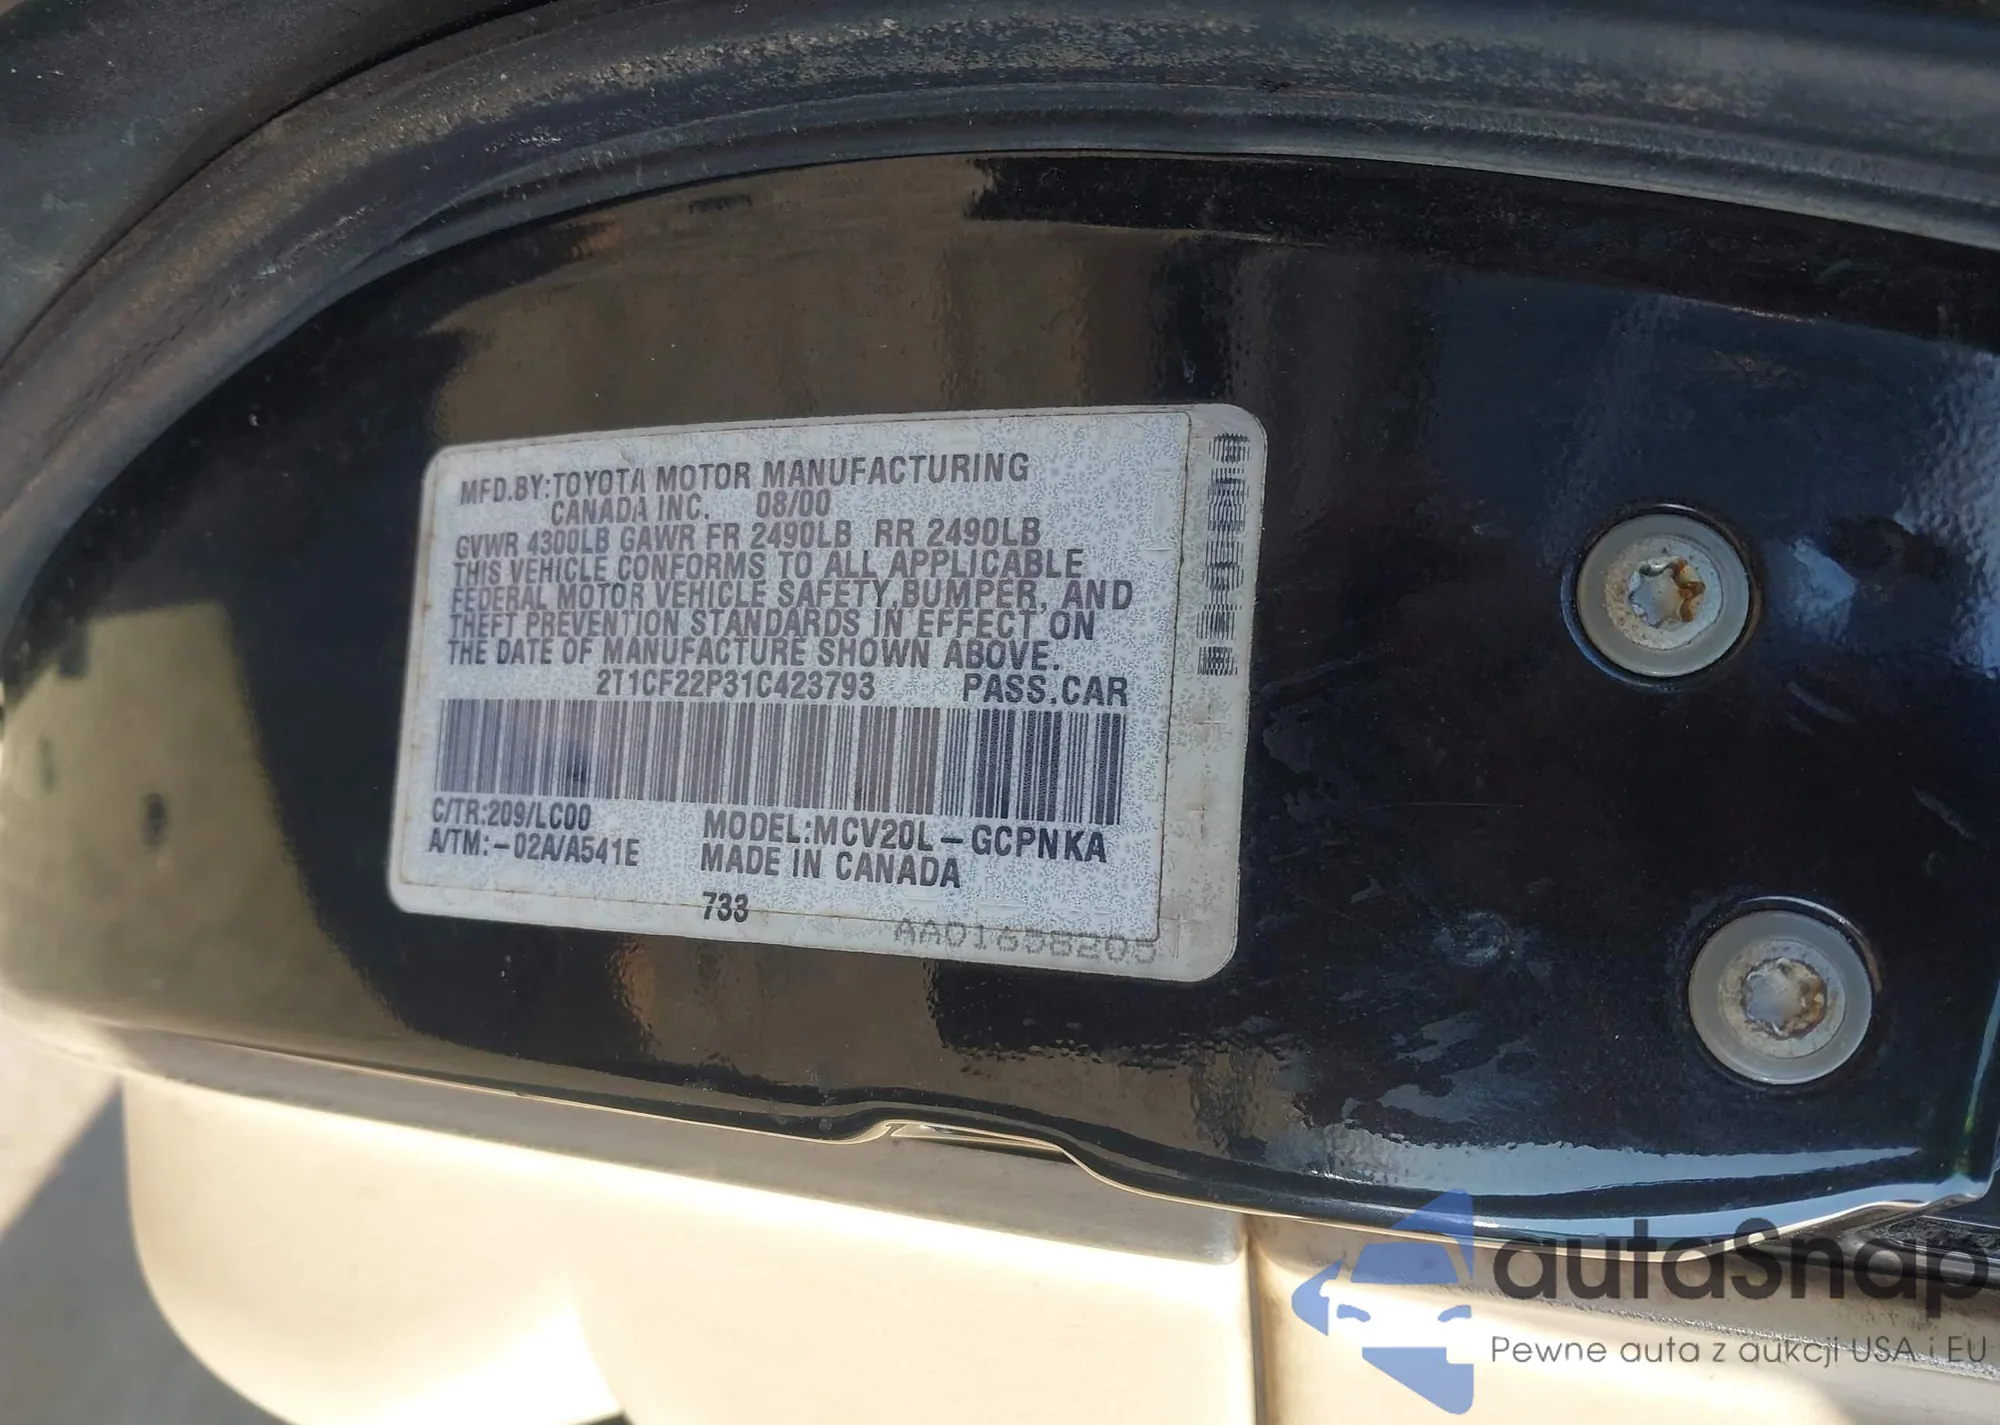 MFD.BY:TOYOTA MOTOR MANUFACTURING
CANADA INC. 08/00
GVWR 4300LB GAWR FR 2490LB RR 2490LB
THIS VEHICLE CONFORMS TO ALL APPLICABLE
FEDERAL MOTOR VEHICLE SAFETY,BUMPER, AND
THEFT PREVENTION STANDARDS IN EFFECT ON
THE DATE OF MANUFACTURE SHOWN ABOVE.
2T1CF22P31C423793 PASS.CAR
C/TR:209/LC00
A/TM:-02A/A541E
MODEL:MCV20L-GCPNKA
MADE IN CANADA
733
autoSnap
Pewne auta z aukcji USA i EU